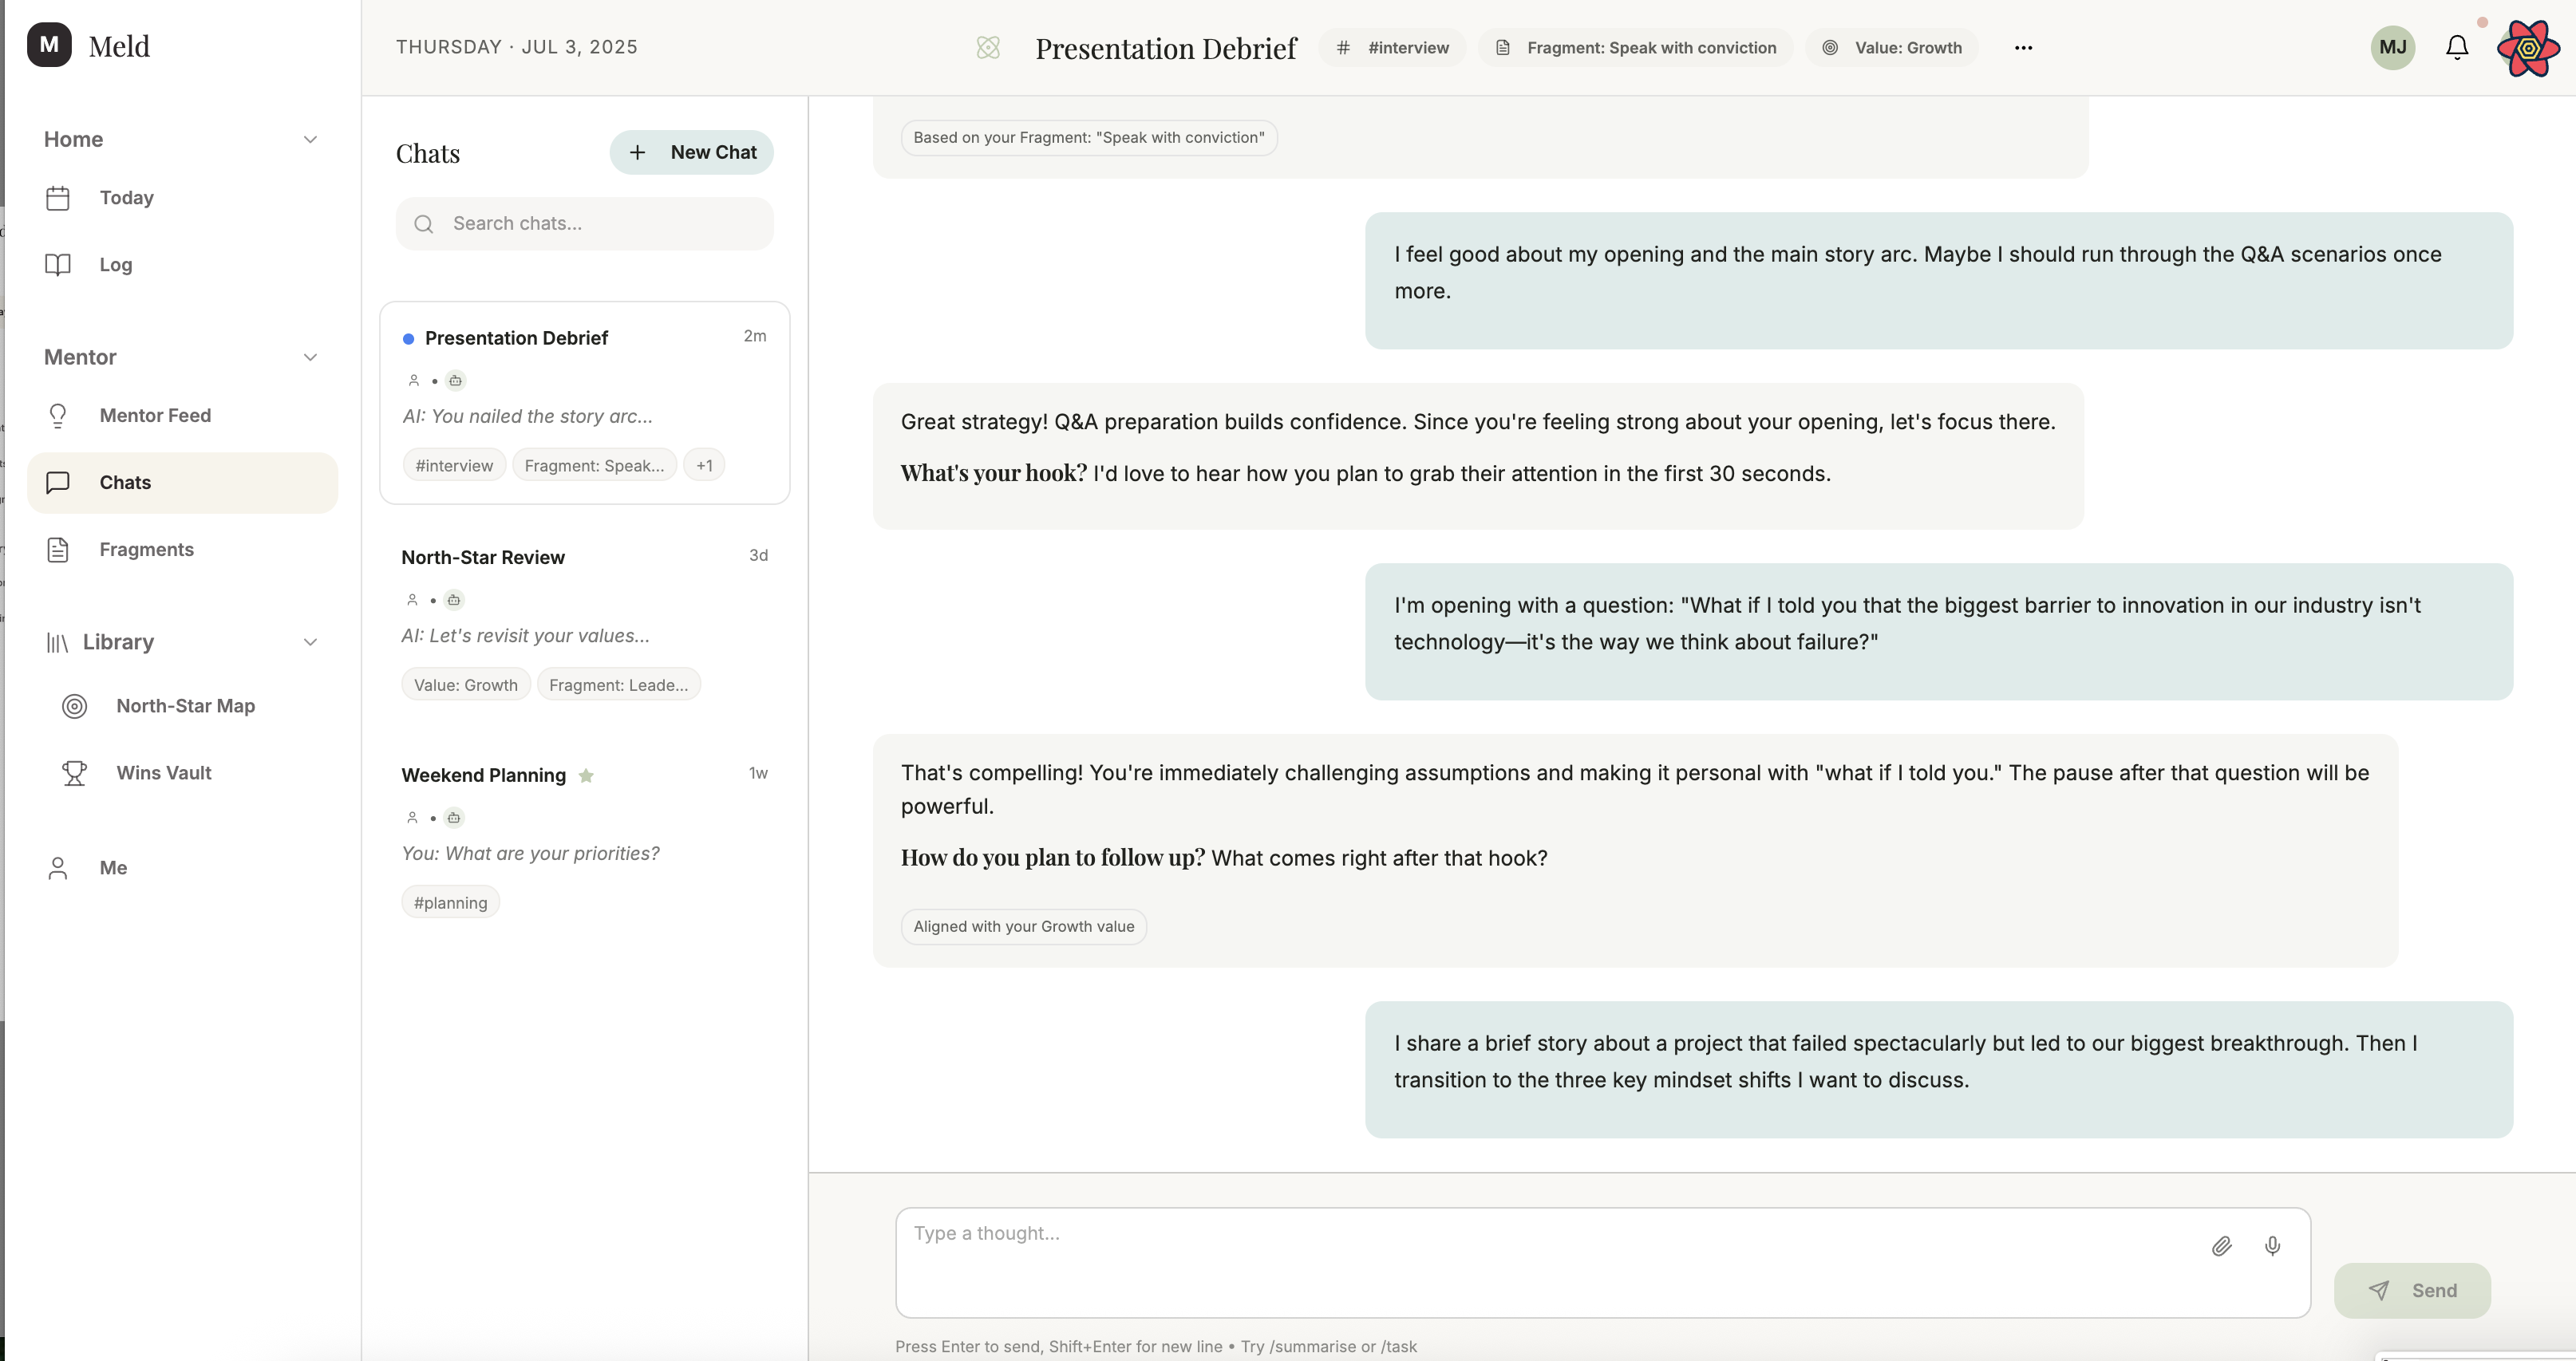 M Meld
THURSDAY · JUL 3, 2025
Presentation Debrief
# #interview
Fragment: Speak with conviction
Value: Growth
MJ
Home
Today
Log
Mentor
Mentor Feed
Chats
Fragments
Library
North-Star Map
Wins Vault
Me
Chats
+ New Chat
Search chats...
Presentation Debrief 2m
AI: You nailed the story arc...
#interview Fragment: Speak... +1
North-Star Review 3d
AI: Let's revisit your values...
Value: Growth Fragment: Leade...
Weekend Planning 1w
You: What are your priorities?
#planning
Based on your Fragment: "Speak with conviction"
I feel good about my opening and the main story arc. Maybe I should run through the Q&A scenarios once
more.
Great strategy! Q&A preparation builds confidence. Since you're feeling strong about your opening, let's focus there.
What's your hook? I'd love to hear how you plan to grab their attention in the first 30 seconds.
I'm opening with a question: "What if I told you that the biggest barrier to innovation in our industry isn't
technology—it's the way we think about failure?"
That's compelling! You're immediately challenging assumptions and making it personal with "what if I told you." The pause after that question will be
powerful.
How do you plan to follow up? What comes right after that hook?
Aligned with your Growth value
I share a brief story about a project that failed spectacularly but led to our biggest breakthrough. Then I
transition to the three key mindset shifts I want to discuss.
Type a thought...
Send
Press Enter to send, Shift+Enter for new line • Try /summarise or /task